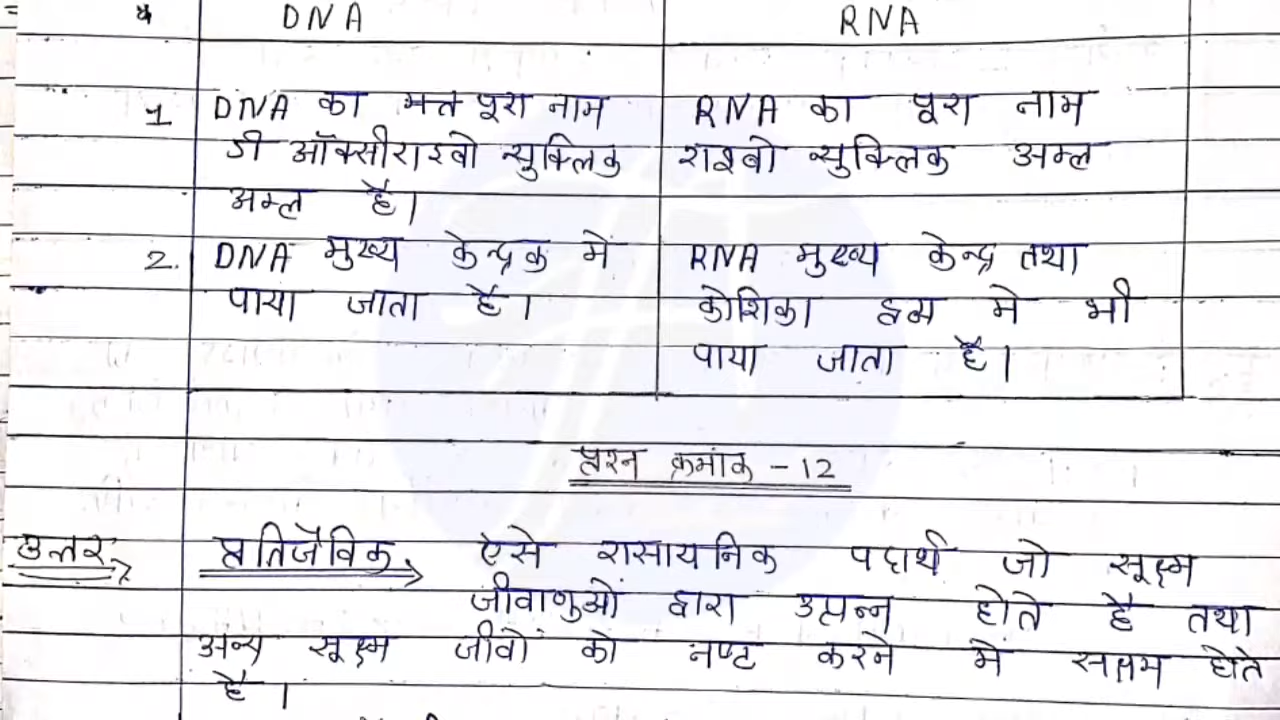 DNA RNA
1 DNA का पूरा नाम RNA का पूरा नाम
डी ऑक्सीराइबो न्युक्लिक राइबो न्युक्लिक अम्ल
अम्ल है।
2. DNA मुख्य केन्द्रक में RNA मुख्य केन्द्र तथा
पाया जाता है। कोशिका द्रव्य मे भी
पाया जाता है।
प्रश्न क्रमांक - 12
उत्तर प्रतिजैविक ऐसे रासायनिक पदार्थ जो सूक्ष्म
जीवाणुओं द्वारा उत्पन्न होते है तथा
अन्य सूक्ष्म जीवों को नष्ट करने मे सक्षम होते
है।